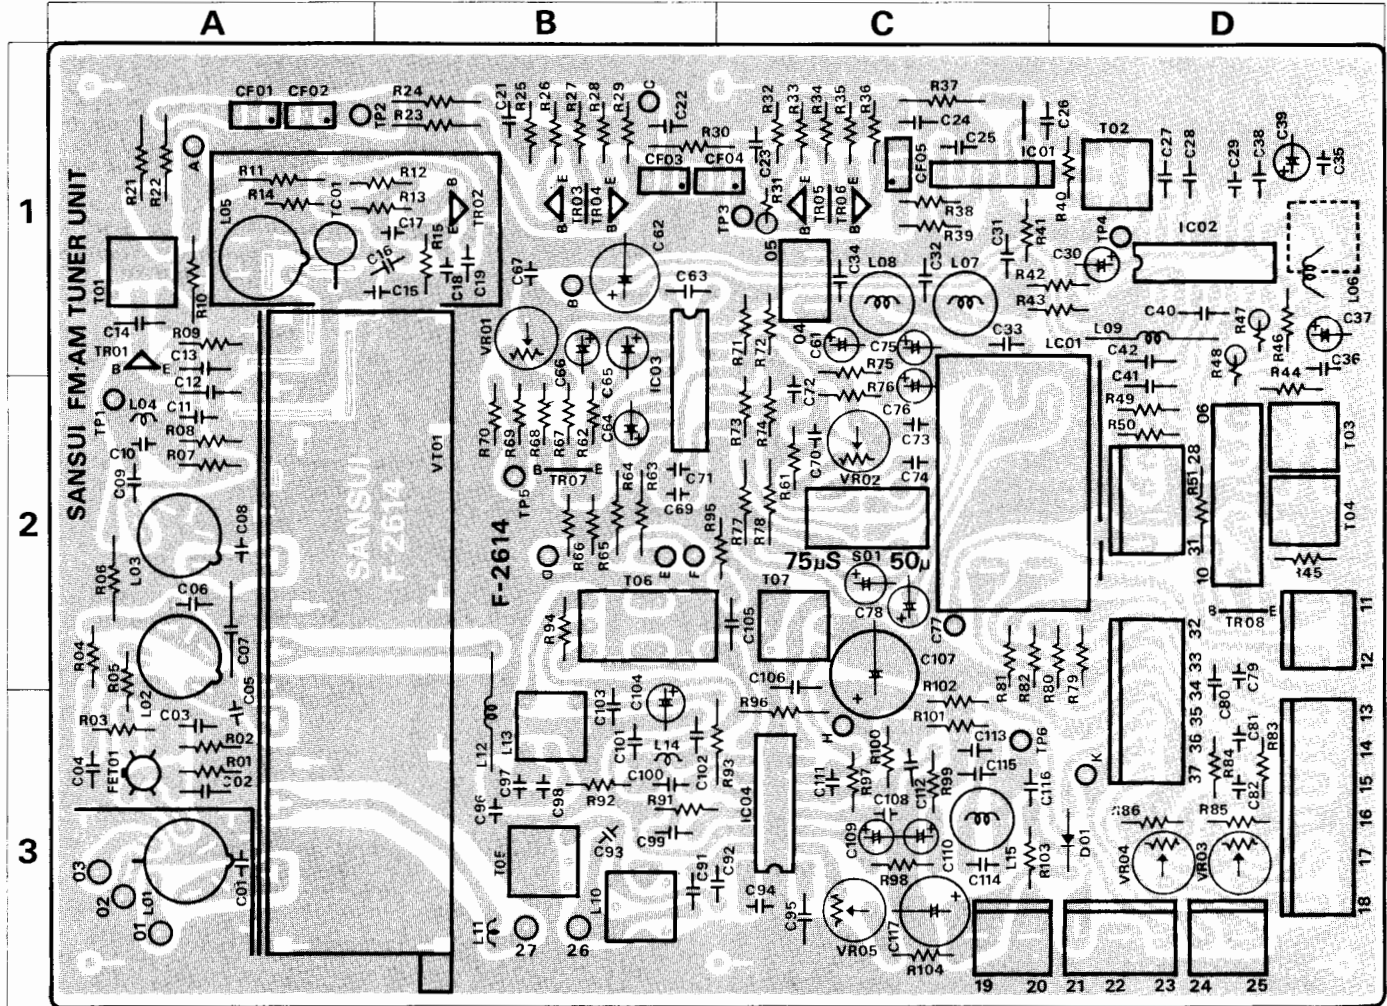 A B C D
1
2
3
SANSUI FM·AM TUNER UNIT
R24
R23
CF01 CF02
TP2
C21 R25 R26 R27 R28 R29
C
C22
R30
R32 R33 R34 R35 R36
R37
C24
C25
C26
IC01
T02
C27 C28 C29 C38 C39 C35
R21 R22
A
R11
R14
L05
TC01
R12
R13
C17
C16
C15
R15
B
E
TR02
C18 C19
E E
TR03 TR04
B B
CF03 CF04
C23
R31
TP3
E E
TR05 TR06
B B
CF05
R38
R39
R40
R41
C31
TP4
C30
IC02
T01
R10
C14
R09
TR01
B E
C13
C12
C11
L04
TP1
R08
R07
C10
C09
C67
B
C62
C63
VR01
C66
C65
IC03
05
04
C34
L08
C32
L07
R42
R43
C33
LC01
R71 R72
C61
C75
R75
R76
C76
C72
C40
L09
C42
C41
R47
R48
R46
L06
C37
C36
R44
R49
R50
06
T03
VT01
R70 R69 R68 R67 R62 C64
B E
TR07
TP5
R64 R63
C71
C69
R73 R74
R61
C70
C73
C74
VR02
R77 R78
R95
75µS
S01
50µ
R51 28
31
10
T04
R45
SANSUI
F-2614
F-2614
R66 R65
D
E
F
C08
L03
R06
C06
C07
R04
R05
L02
C05
R03
C03
R02
R01
C02
C04
FET01
T06
R94
C105
T07
C78
C77
C107
C106
R96
R102
R101
H
R81 R82 R80 R79
32
33
34
35
36
37
B E
TR08
11
12
C79
C80
C81
R84
R83
C82
13
14
15
16
17
18
L12
L13
C103
C104
C101
L14
C100
C102
R93
C97 C98
R92
R91
C96
T05
C93
C99
L10
C91 C92
IC04
C111
R97
R100
C112
R99
C113
TP6
C115
C116
K
C108
C109
C110
R98
L15
C114
R103
D01
R86
R85
VR04
VR03
03
02
01
L01
C01
L11
27
26
C94
C95
VR05
C117
R104
19 20 21 22 23 24 25